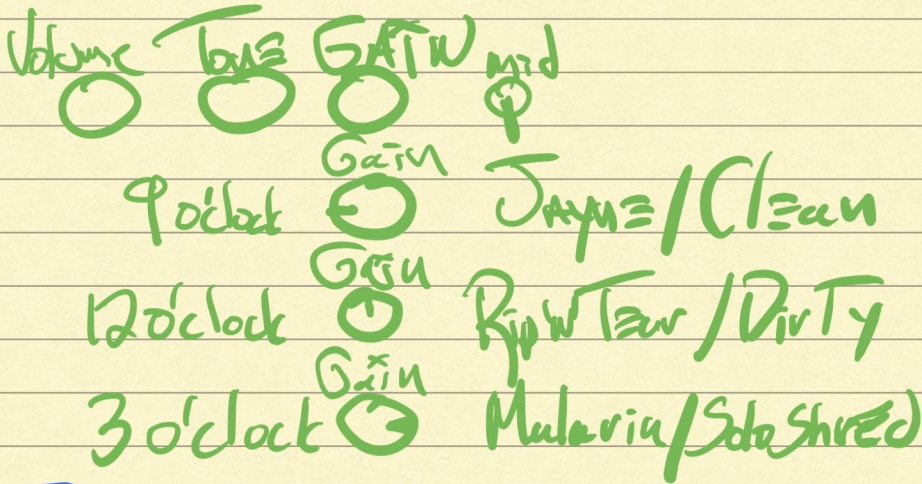 Volume Tone GAIN mid
Gain
9 o'clock Jayne/Clean
Gain
12 o'clock Rip N Tear/Dirty
Gain
3 o'clock Malaria/Solo Shred